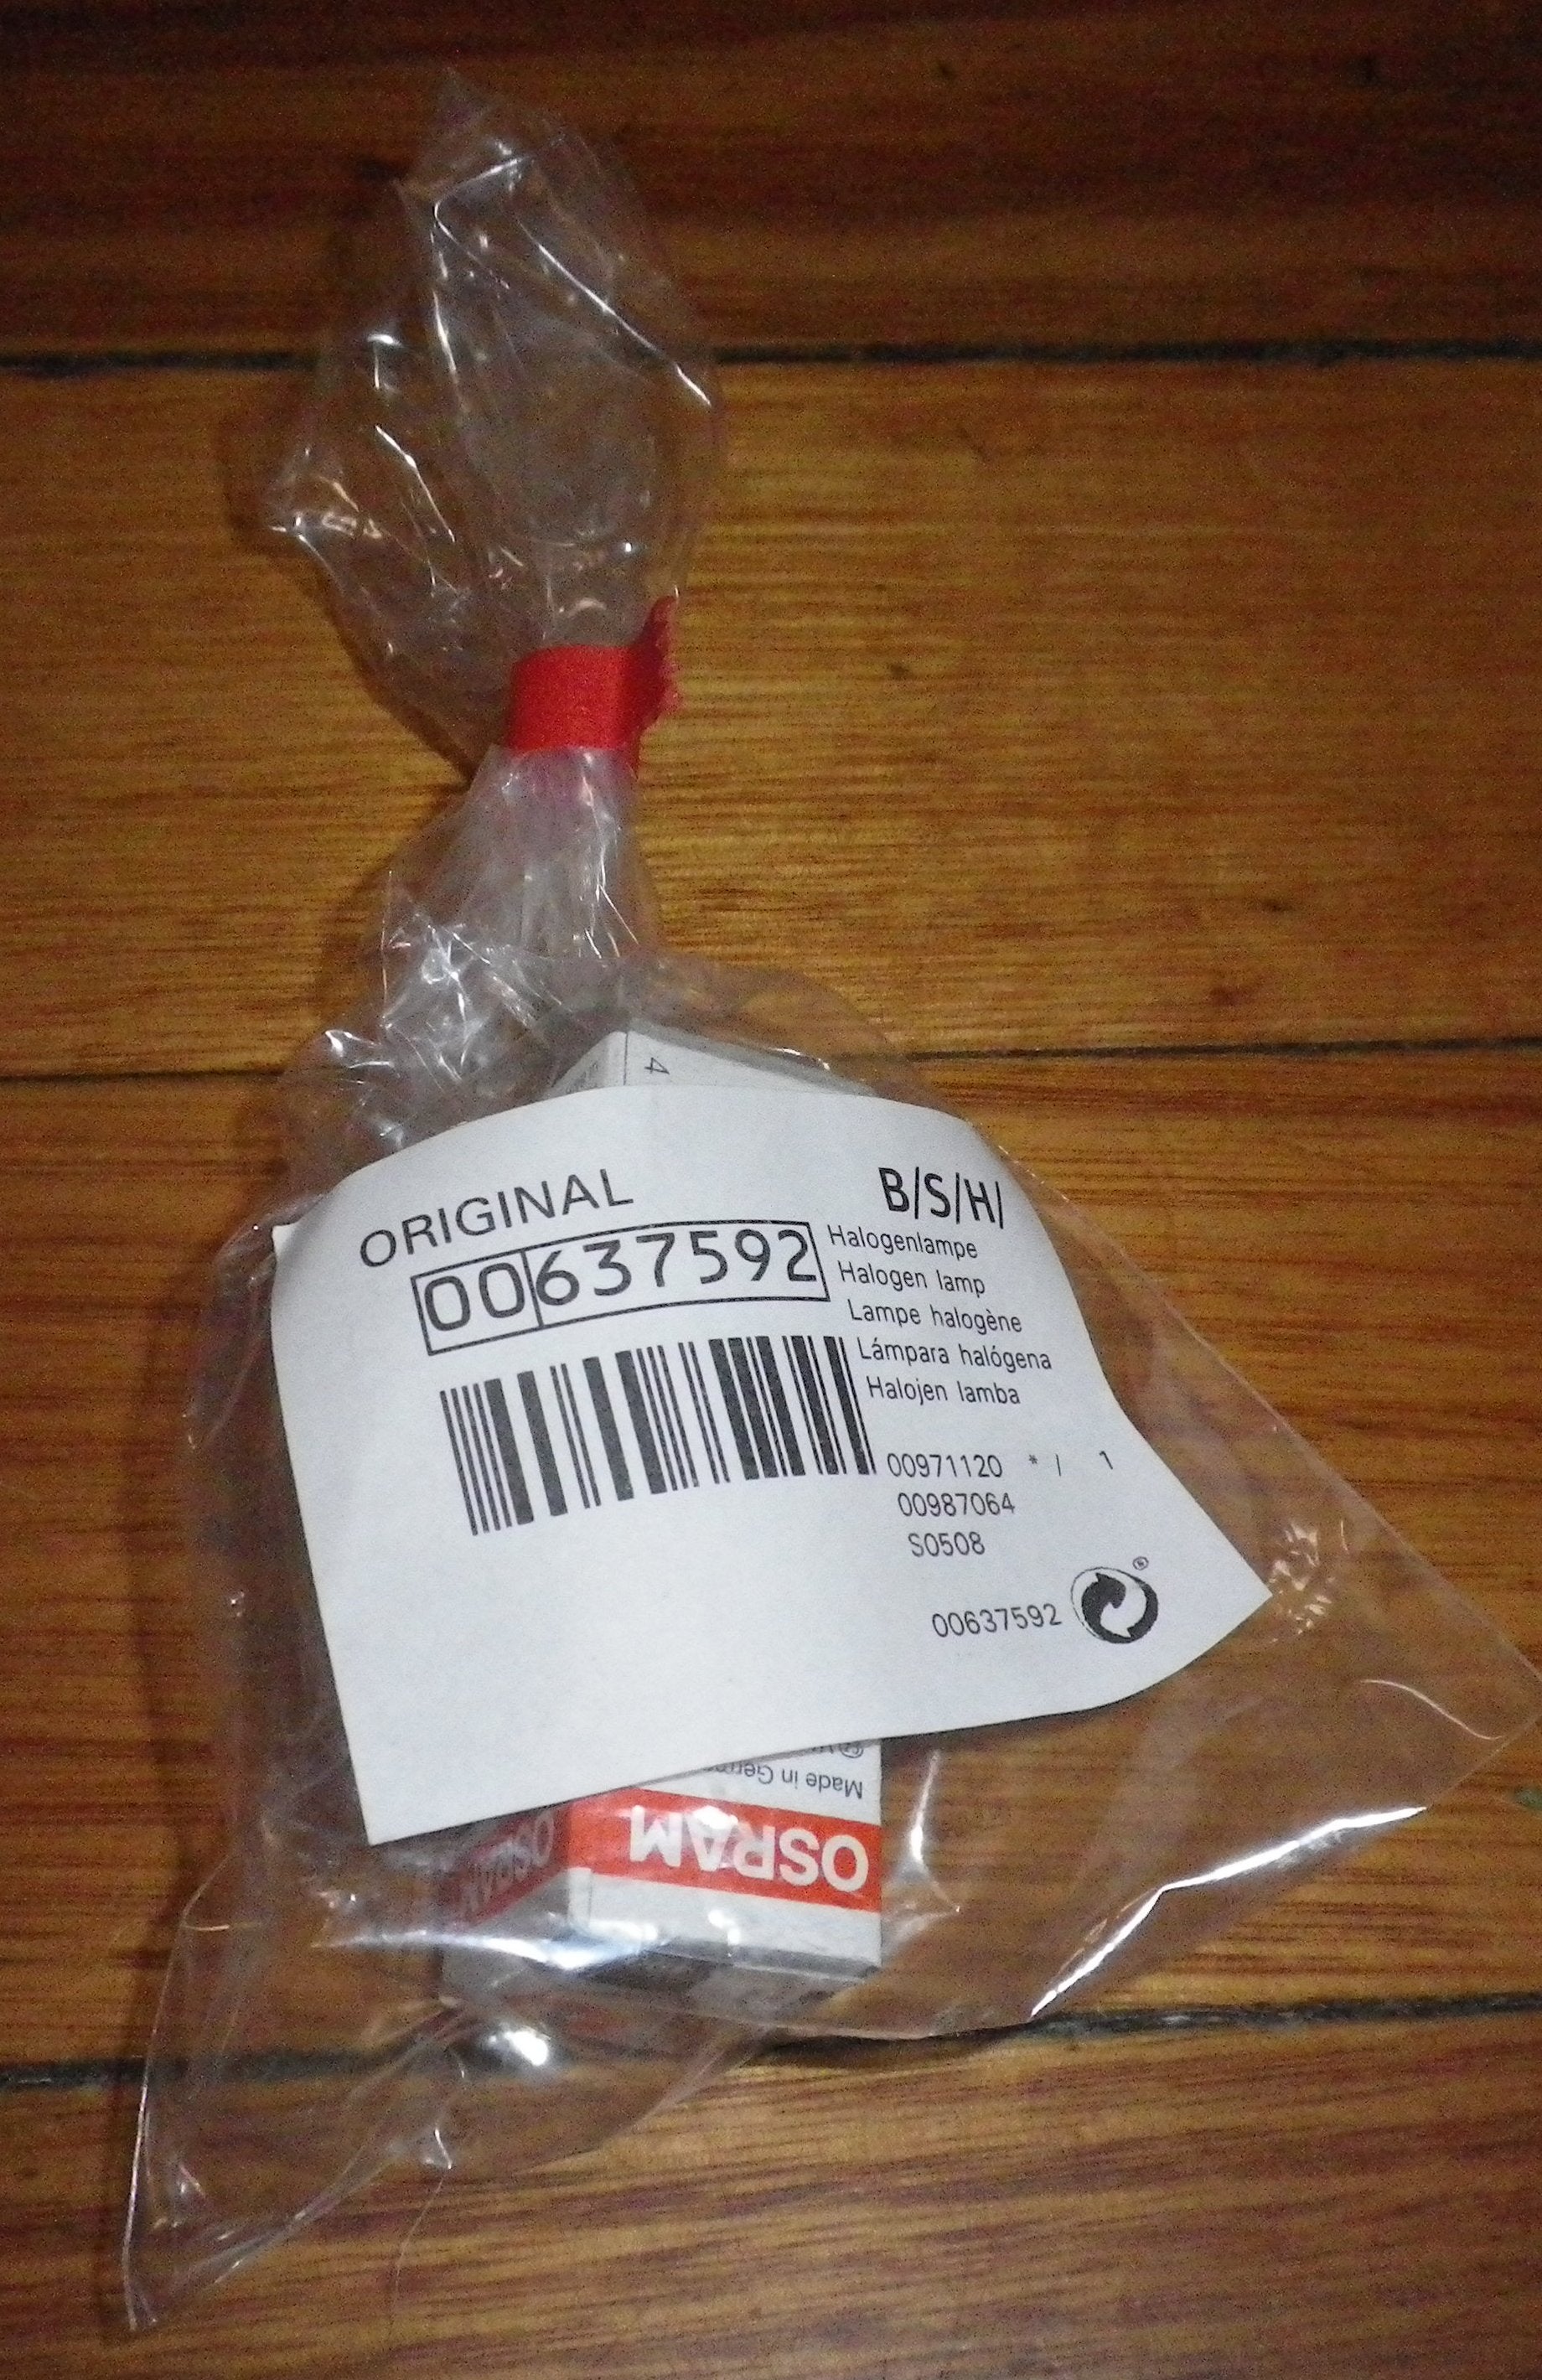 4
ORIGINAL
00637592
B/S/H/
Halogenlampe
Halogen lamp
Lampe halogène
Lámpara halógena
Halojen lamba
00971120 * / 1
00987064
S0508
00637592
®
Made in
OSRAM
OSRAM